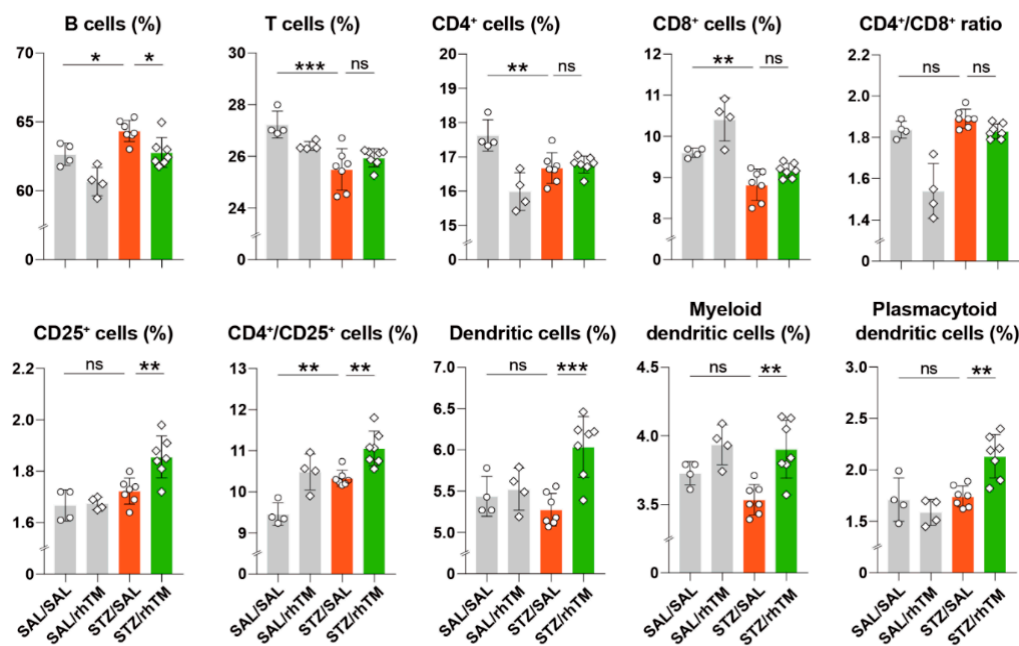 B cells (%)
70
65
60
0
* *
T cells (%)
30
28
26
24
0
*** ns
CD4⁺ cells (%)
19
18
17
16
15
0
** ns
CD8⁺ cells (%)
12
11
10
9
8
0
** ns
CD4⁺/CD8⁺ ratio
2.2
2.0
1.8
1.6
1.4
0
ns ns
CD25⁺ cells (%)
2.2
2.0
1.8
1.6
0
ns **
SAL/SAL
SAL/rhTM
STZ/SAL
STZ/rhTM
CD4⁺/CD25⁺ cells (%)
13
12
11
10
9
0
** **
SAL/SAL
SAL/rhTM
STZ/SAL
STZ/rhTM
Dendritic cells (%)
7.0
6.5
6.0
5.5
5.0
0
ns ***
SAL/SAL
SAL/rhTM
STZ/SAL
STZ/rhTM
Myeloid
dendritic cells (%)
4.5
4.0
3.5
0
ns **
SAL/SAL
SAL/rhTM
STZ/SAL
STZ/rhTM
Plasmacytoid
dendritic cells (%)
3.0
2.5
2.0
1.5
0
ns **
SAL/SAL
SAL/rhTM
STZ/SAL
STZ/rhTM